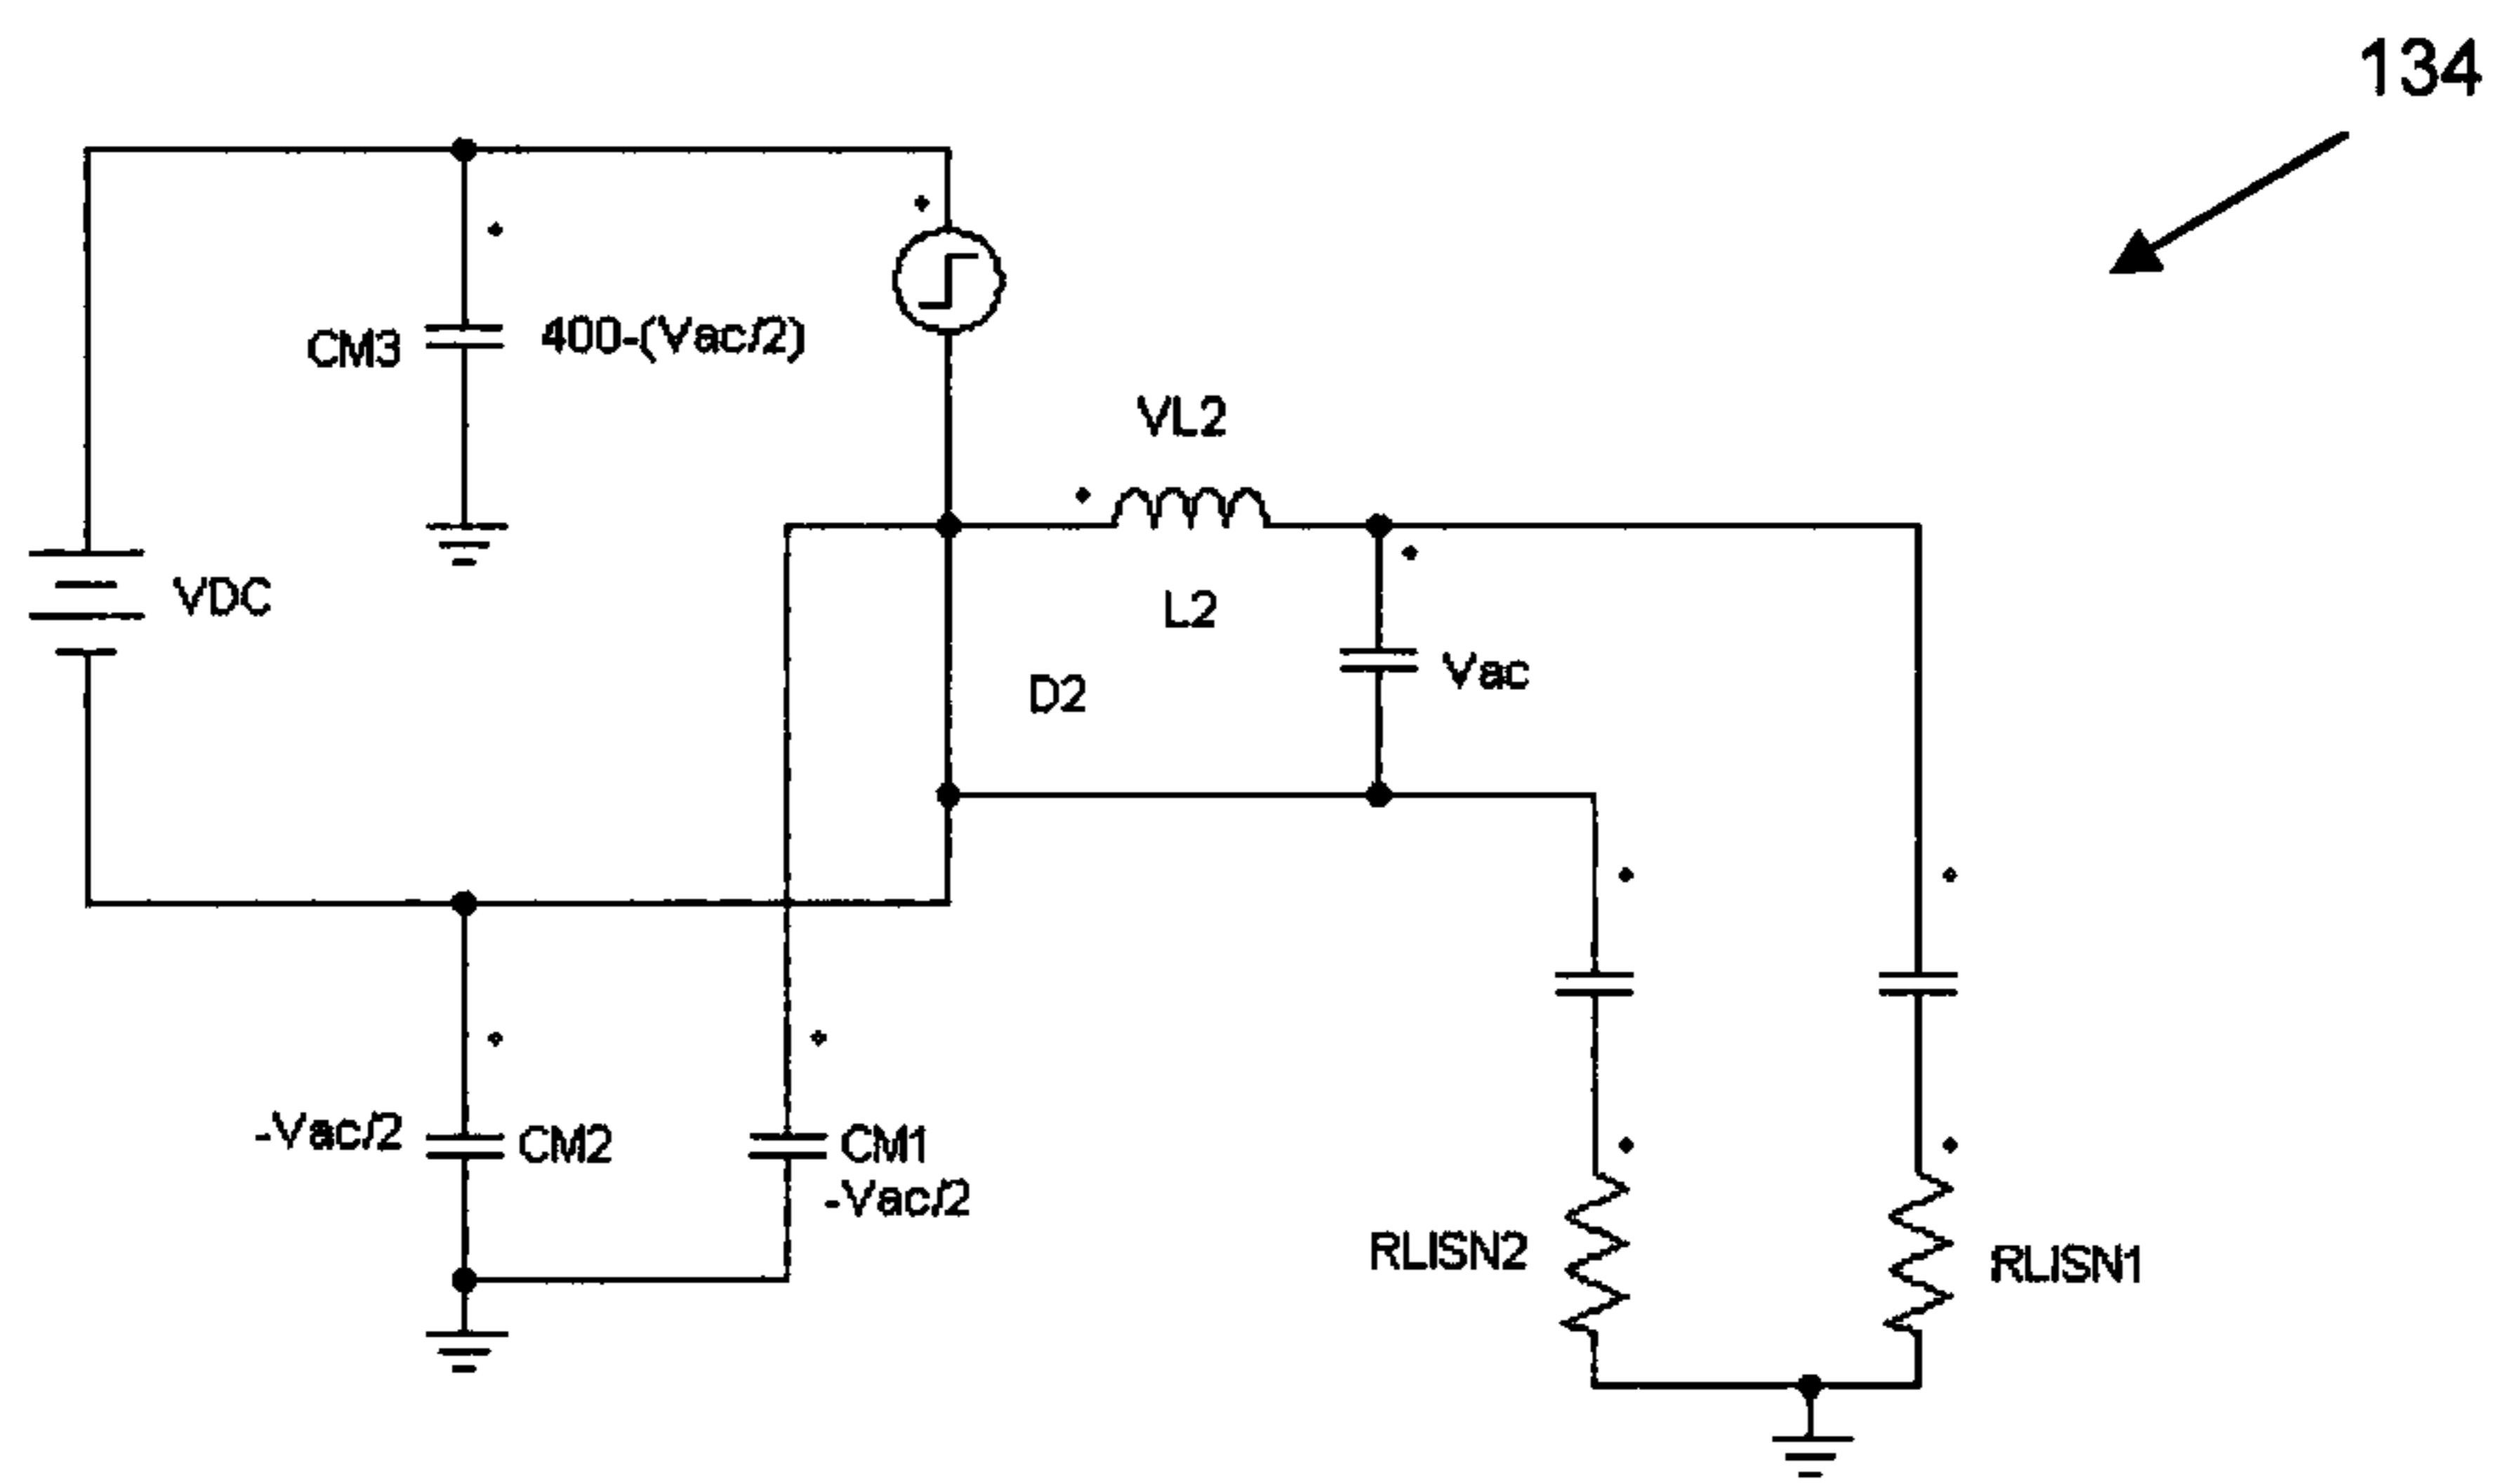 134
CM3
400-(Vac/2)
VL2
L2
VDC
D2
Vac
-Vac/2
CM2
CM1
-Vac/2
RLISN2
RLISN1